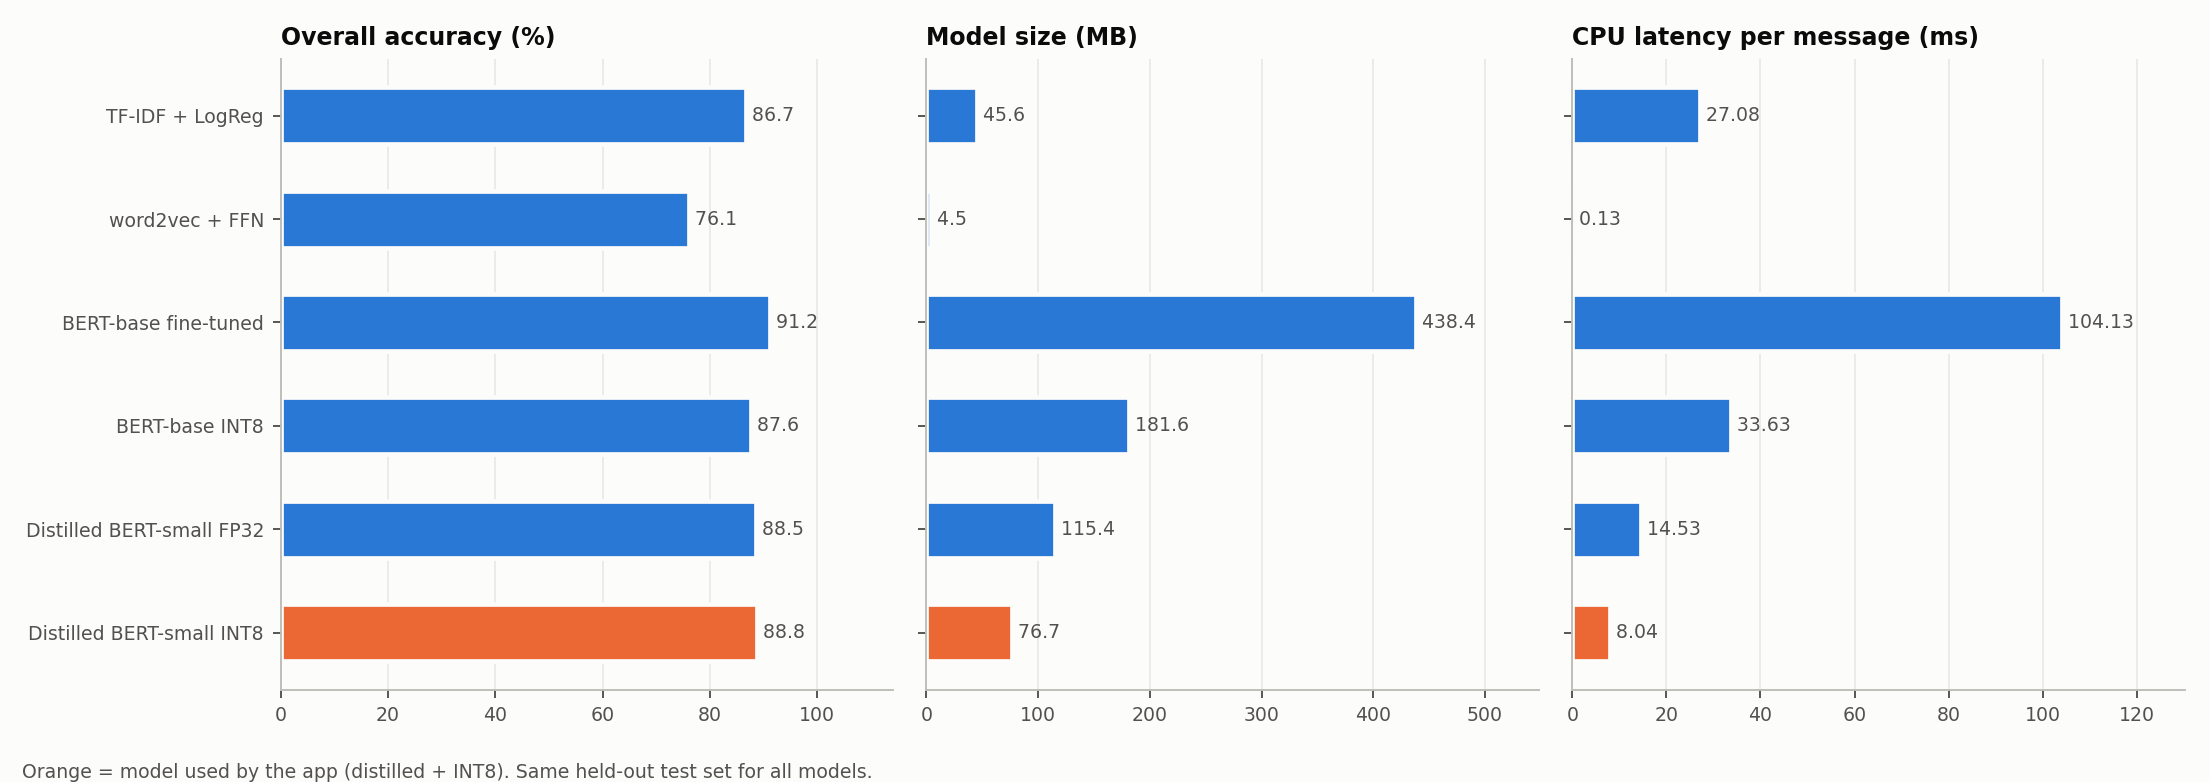 Overall accuracy (%)
Model size (MB)
CPU latency per message (ms)
TF-IDF + LogReg
86.7
45.6
27.08
word2vec + FFN
76.1
4.5
0.13
BERT-base fine-tuned
91.2
438.4
104.13
BERT-base INT8
87.6
181.6
33.63
Distilled BERT-small FP32
88.5
115.4
14.53
Distilled BERT-small INT8
88.8
76.7
8.04
0 20 40 60 80 100
0 100 200 300 400 500
0 20 40 60 80 100 120
Orange = model used by the app (distilled + INT8). Same held-out test set for all models.